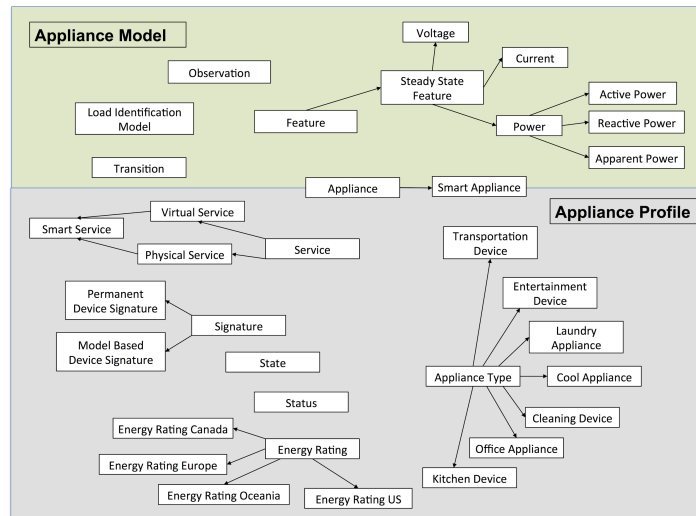 Appliance Model
Voltage
Current
Observation
Steady State
Feature
Active Power
Load Identification
Model
Feature
Power
Reactive Power
Apparent Power
Transition
Appliance
Smart Appliance
Appliance Profile
Virtual Service
Smart Service
Physical Service
Service
Transportation
Device
Permanent
Device Signature
Entertainment
Device
Signature
Model Based
Device Signature
Laundry
Appliance
State
Appliance Type
Cool Appliance
Status
Cleaning Device
Energy Rating Canada
Energy Rating
Office Appliance
Energy Rating Europe
Kitchen Device
Energy Rating Oceania
Energy Rating US